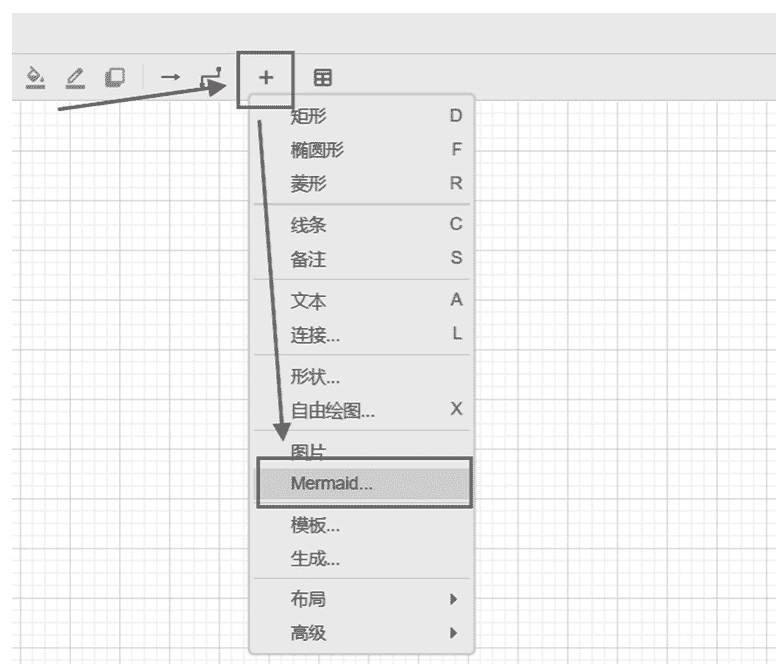 矩形 D
椭圆形 F
菱形 R
线条 C
备注 S
文本 A
连接... L
形状...
自由绘图... X
图片
Mermaid...
模板...
生成...
布局
高级